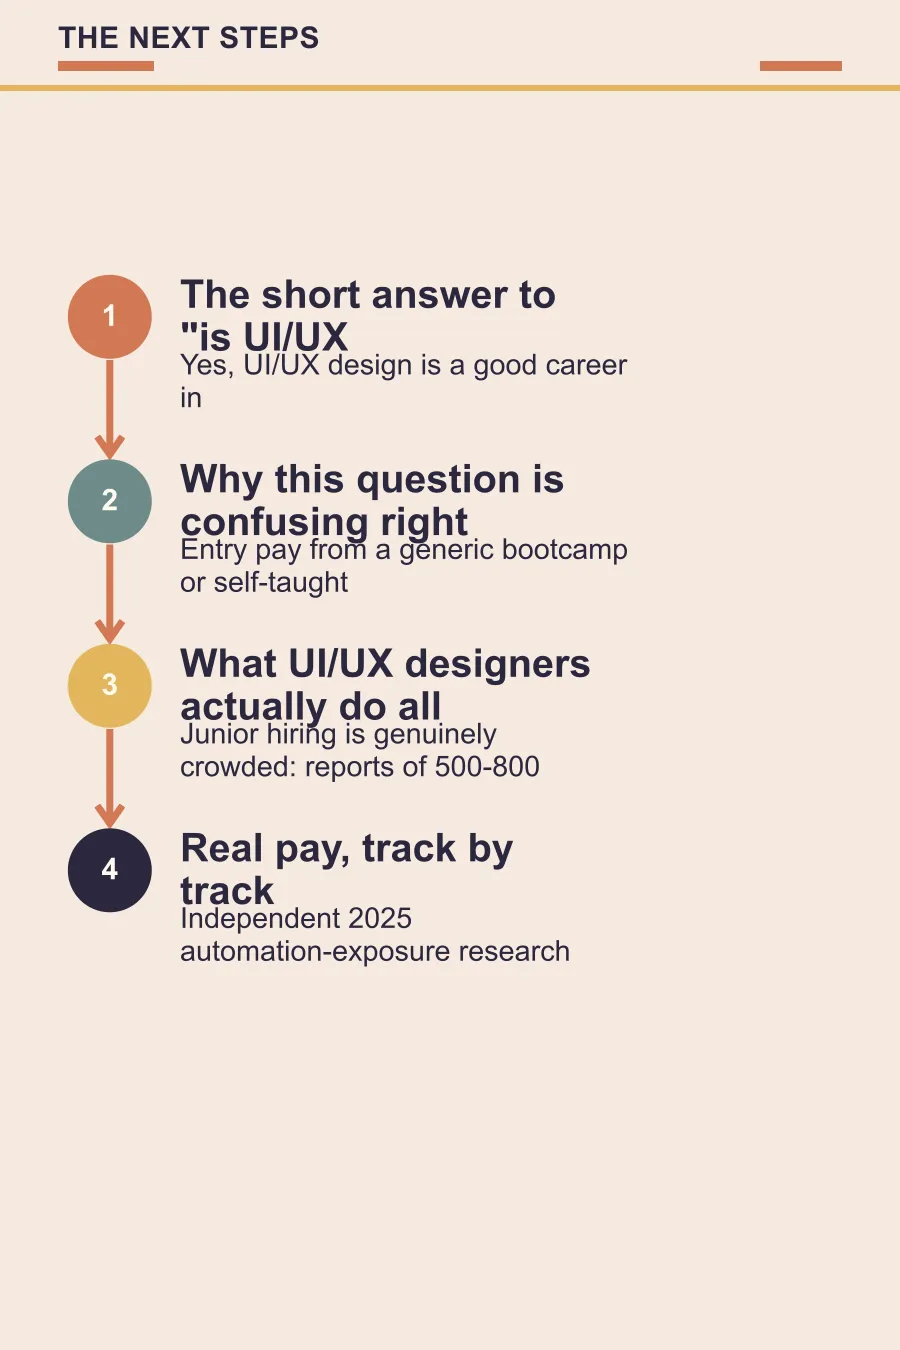 THE NEXT STEPS
1
The short answer to
"is UI/UX
Yes, UI/UX design is a good career
in
2
Why this question is
confusing right
Entry pay from a generic bootcamp
or self-taught
3
What UI/UX designers
actually do all
Junior hiring is genuinely
crowded: reports of 500-800
4
Real pay, track by
track
Independent 2025
automation-exposure research